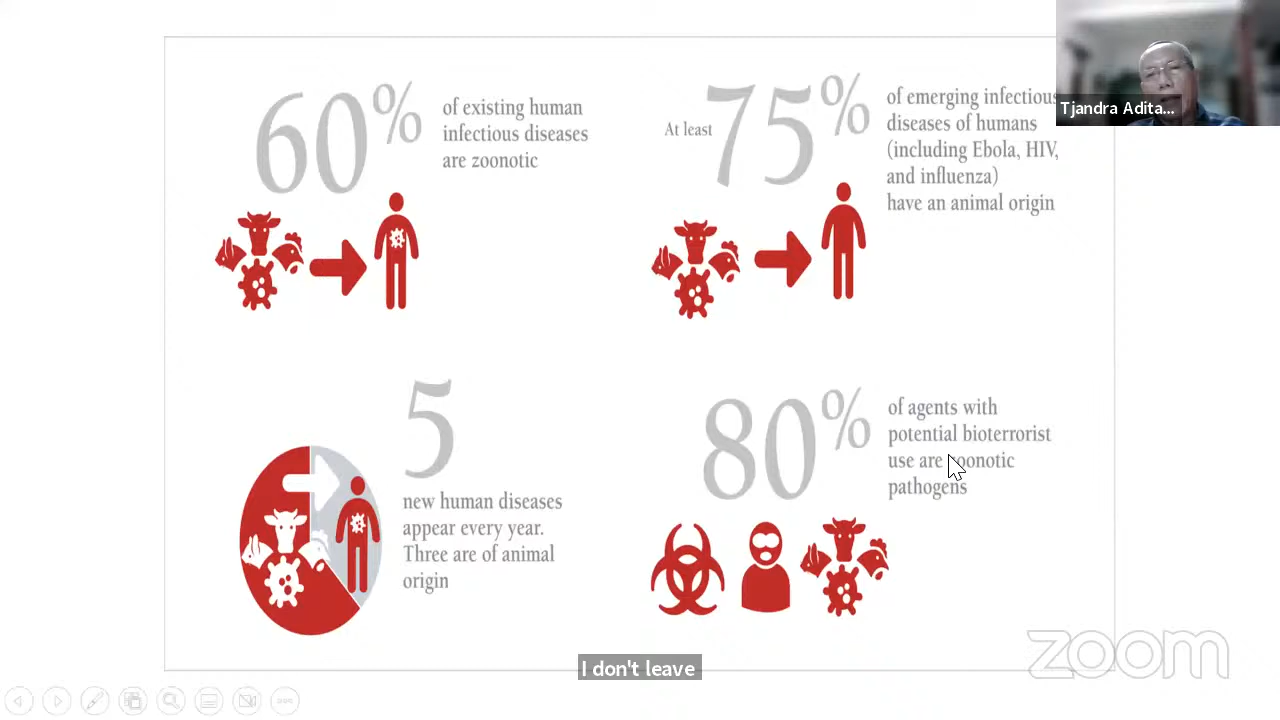 60%
of existing human
infectious diseases
are zoonotic
At least
75%
of emerging infectious
diseases of humans
(including Ebola, HIV,
and influenza)
have an animal origin
Tjandra Adita...
5
new human diseases
appear every year.
Three are of animal
origin
80%
of agents with
potential bioterrorist
use are zoonotic
pathogens
I don't leave
zoom